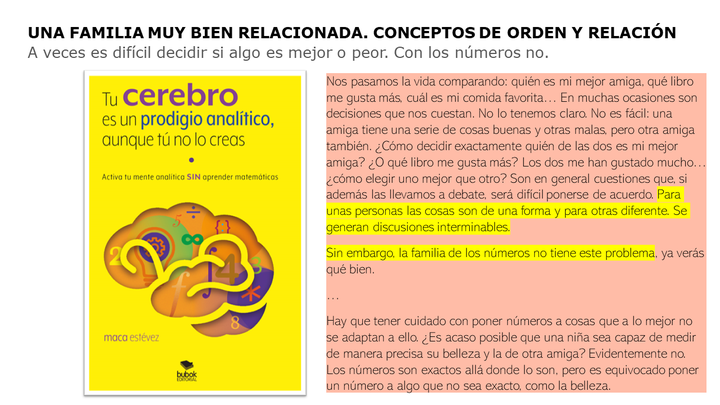 UNA FAMILIA MUY BIEN RELACIONADA. CONCEPTOS DE ORDEN Y RELACIÓN
A veces es difícil decidir si algo es mejor o peor. Con los números no.
Tu cerebro
es un prodigio analítico,
aunque tú no lo creas
Activa tu mente analítica SIN aprender matemáticas
2
5
÷
{·}
∞
3
∫
4
f
*
8
maca estévez
bubok
EDITORIAL
Nos pasamos la vida comparando: quién es mi mejor amiga, qué libro
me gusta más, cuál es mi comida favorita… En muchas ocasiones son
decisiones que nos cuestan. No lo tenemos claro. No es fácil: una
amiga tiene una serie de cosas buenas y otras malas, pero otra amiga
también. ¿Cómo decidir exactamente quién de las dos es mi mejor
amiga? ¿O qué libro me gusta más? Los dos me han gustado mucho…
¿cómo elegir uno mejor que otro? Son en general cuestiones que, si
además las llevamos a debate, será difícil ponerse de acuerdo. Para
unas personas las cosas son de una forma y para otras diferente. Se
generan discusiones interminables.
Sin embargo, la familia de los números no tiene este problema, ya verás
qué bien.
…
Hay que tener cuidado con poner números a cosas que a lo mejor no
se adaptan a ello. ¿Es acaso posible que una niña sea capaz de medir
de manera precisa su belleza y la de otra amiga? Evidentemente no.
Los números son exactos allá donde lo son, pero es equivocado poner
un número a algo que no sea exacto, como la belleza.